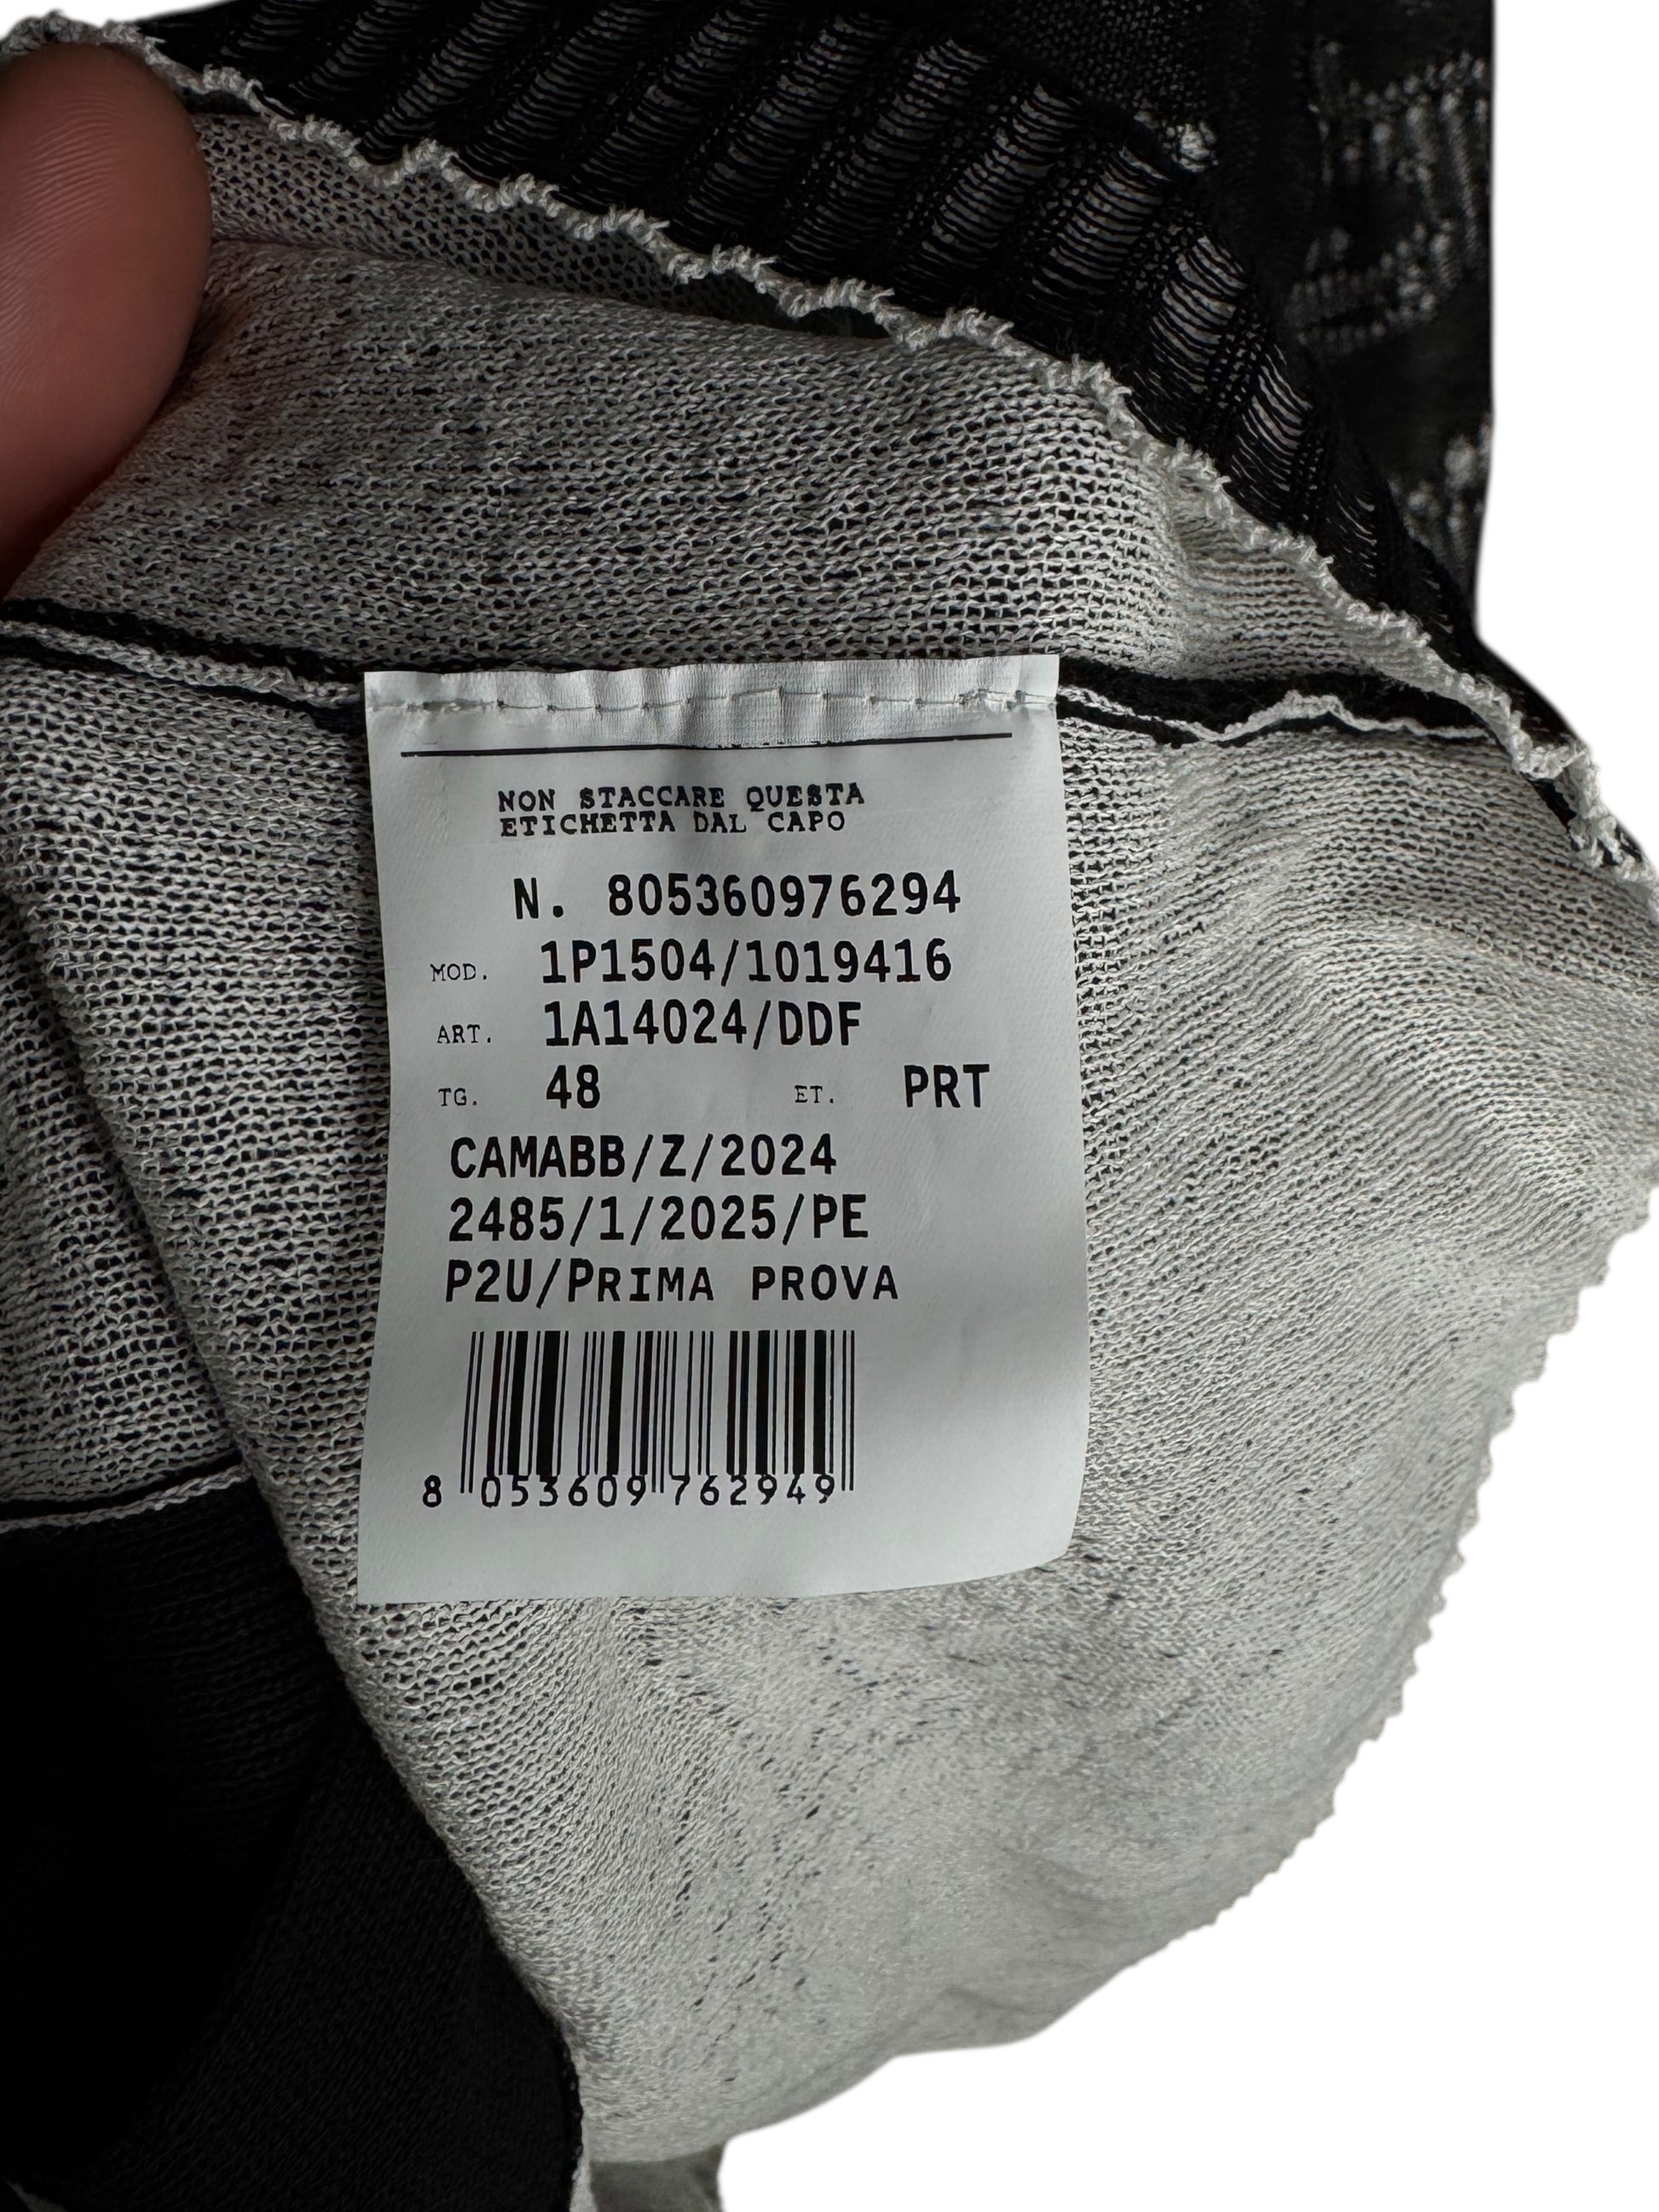 NON STACCARE QUESTA
ETICHETTA DAL CAPO
N. 805360976294
MOD. 1P1504/1019416
ART. 1A14024/DDF
TG. 48 ET. PRT
CAMABB/Z/2024
2485/1/2025/PE
P2U/PRIMA PROVA
8 053609 762949